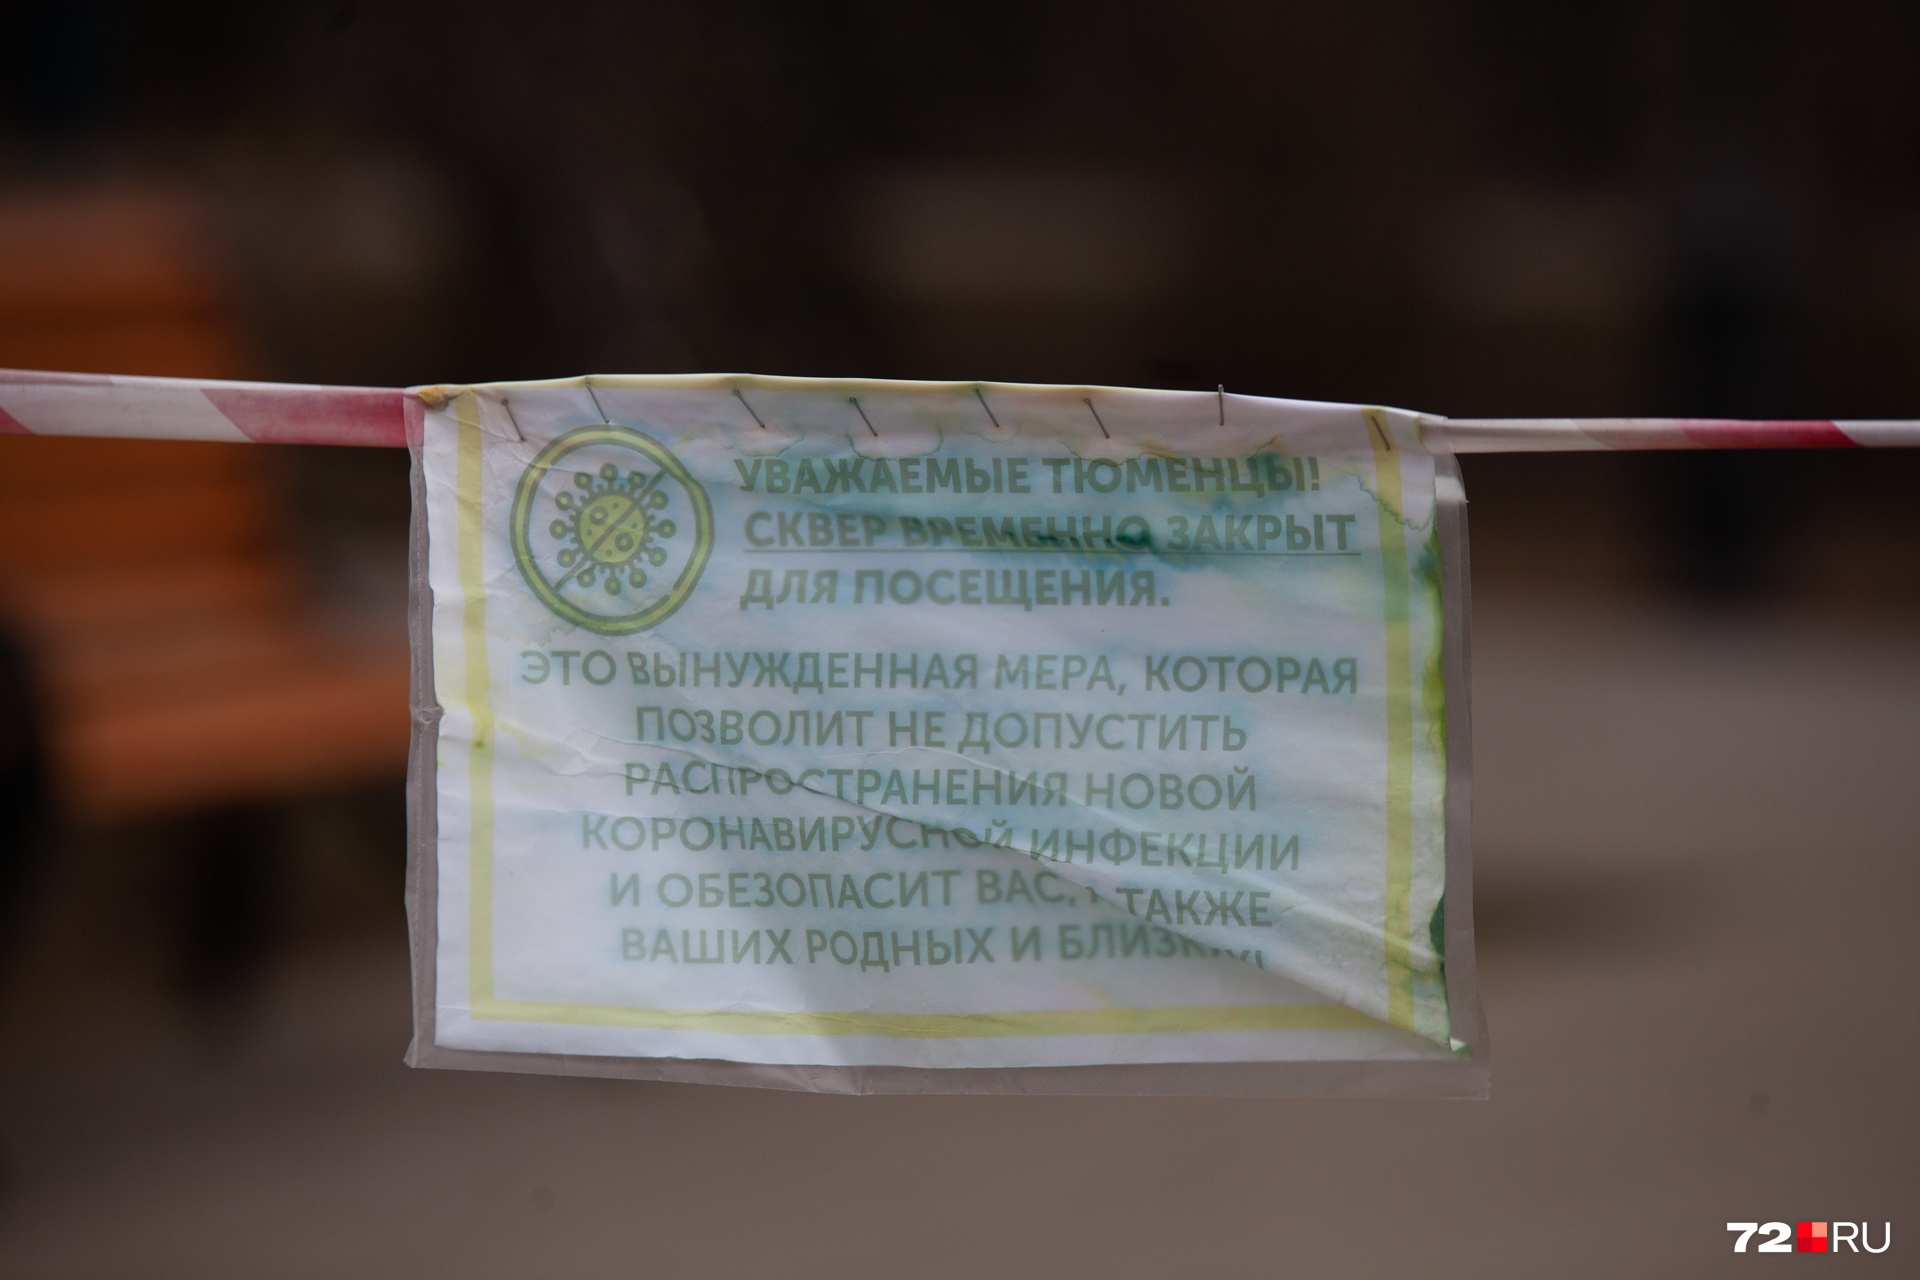 УВАЖАЕМЫЕ ТЮМЕНЦЫ!
СКВЕР ВРЕМЕННО ЗАКРЫТ
ДЛЯ ПОСЕЩЕНИЯ.
ЭТО ВЫНУЖДЕННАЯ МЕРА, КОТОРАЯ
ПОЗВОЛИТ НЕ ДОПУСТИТЬ
РАСПРОСТРАНЕНИЯ НОВОЙ
КОРОНАВИРУСНОЙ ИНФЕКЦИИ
И ОБЕЗОПАСИТ ВАС, А ТАКЖЕ
ВАШИХ РОДНЫХ И БЛИЗКИХ!
72.RU